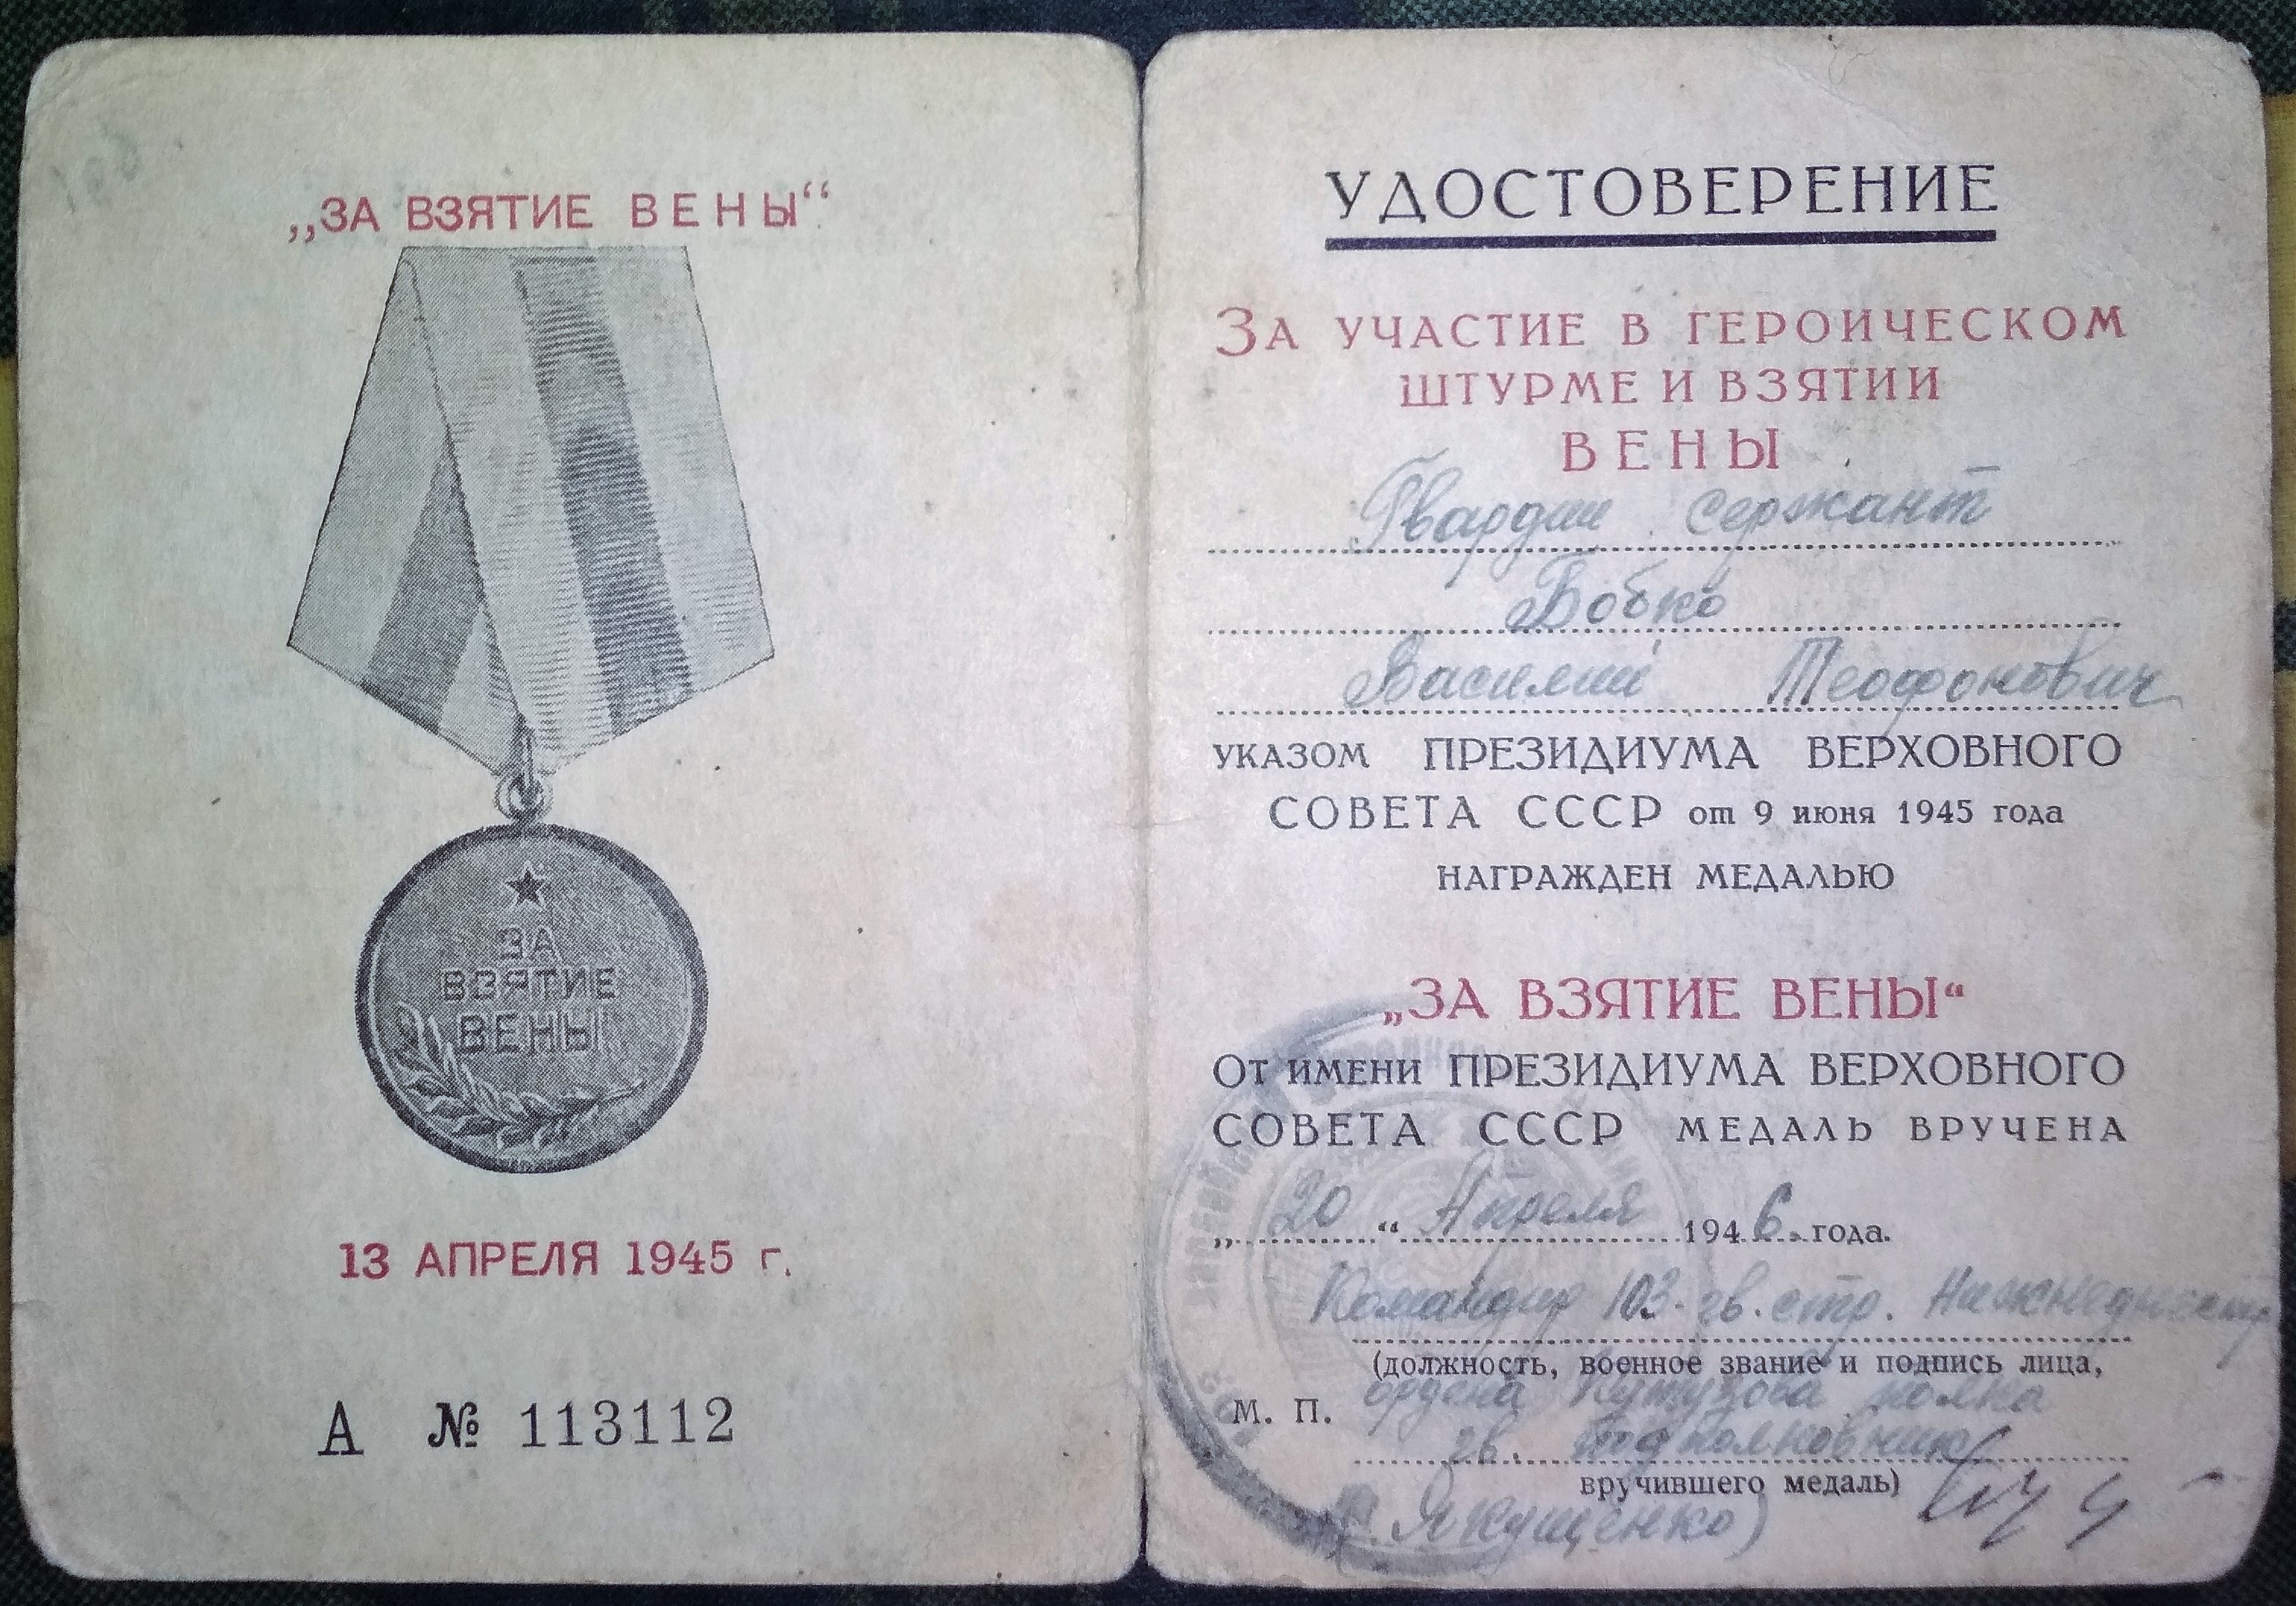 „ЗА ВЗЯТИЕ ВЕНЫ“
ЗА
ВЗЯТИЕ
ВЕНЫ
13 АПРЕЛЯ 1945 г.
А № 113112
УДОСТОВЕРЕНИЕ
ЗА УЧАСТИЕ В ГЕРОИЧЕСКОМ
ШТУРМЕ И ВЗЯТИИ
ВЕНЫ
Гвардии сержант
Бобко
Василий Теофонович
УКАЗОМ ПРЕЗИДИУМА ВЕРХОВНОГО
СОВЕТА СССР от 9 июня 1945 года
НАГРАЖДЕН МЕДАЛЬЮ
„ЗА ВЗЯТИЕ ВЕНЫ“
ОТ ИМЕНИ ПРЕЗИДИУМА ВЕРХОВНОГО
СОВЕТА СССР МЕДАЛЬ ВРУЧЕНА
„20“ Апреля 1946. года.
Командир 103. гв. стр. Нижнеднестр
(должность, военное звание и подпись лица,
М. П. ордена Кутузова полка
гв. подполковник
вручившего медаль)
Якущенко)